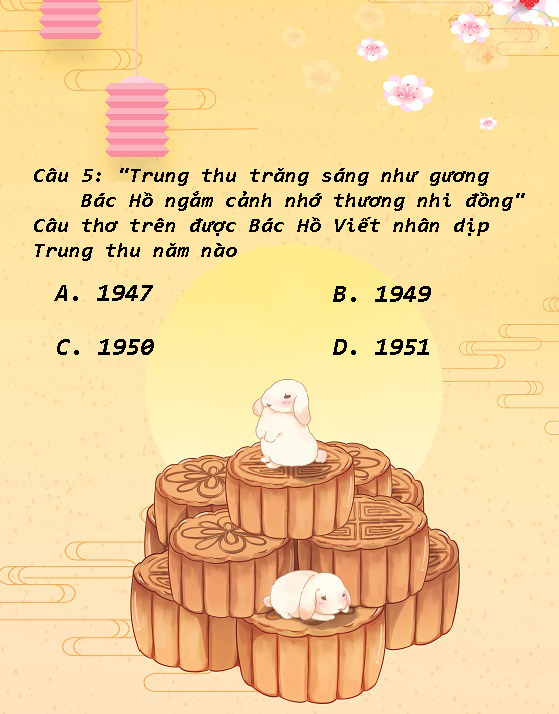 Câu 5: "Trung thu trăng sáng như gương
Bác Hồ ngắm cảnh nhớ thương nhi đồng"
Câu thơ trên được Bác Hồ Viết nhân dịp
Trung thu năm nào
A. 1947
B. 1949
C. 1950
D. 1951